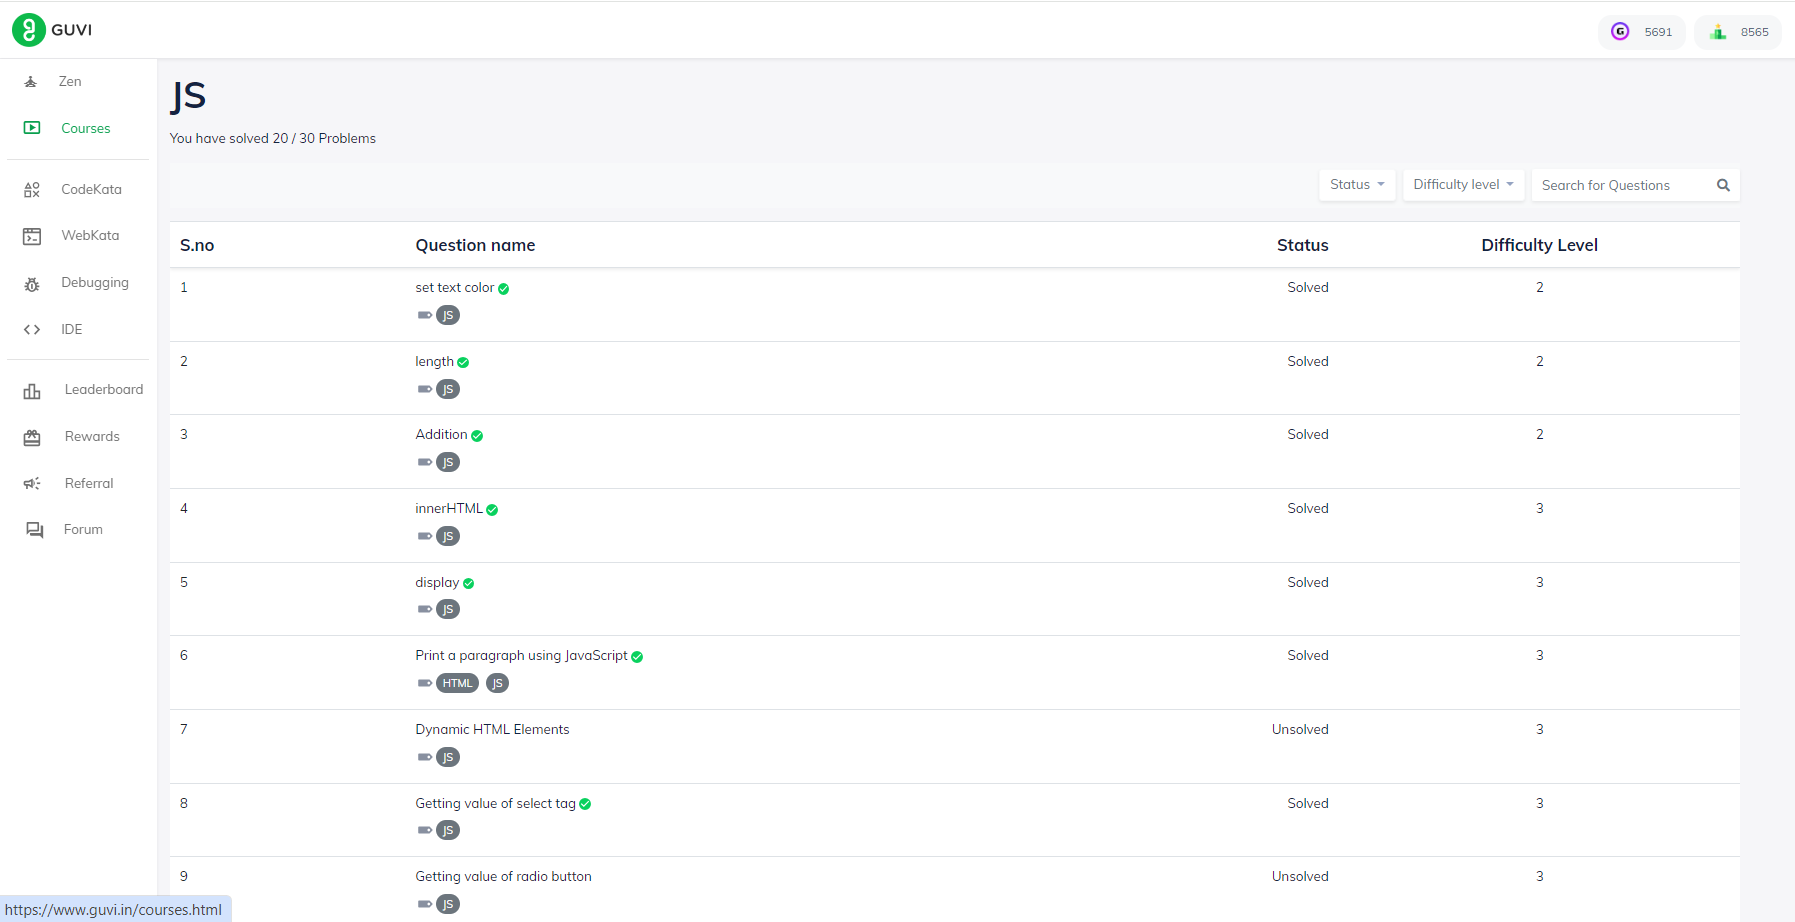 GUVI
G 5691 8565
Zen
Courses
CodeKata
WebKata
Debugging
IDE
Leaderboard
Rewards
Referral
Forum
JS
You have solved 20 / 30 Problems
Status Difficulty level Search for Questions
S.no Question name Status Difficulty Level
1 set text color Solved 2
JS
2 length Solved 2
JS
3 Addition Solved 2
JS
4 innerHTML Solved 3
JS
5 display Solved 3
JS
6 Print a paragraph using JavaScript Solved 3
HTML JS
7 Dynamic HTML Elements Unsolved 3
JS
8 Getting value of select tag Solved 3
JS
9 Getting value of radio button Unsolved 3
JS
https://www.guvi.in/courses.html